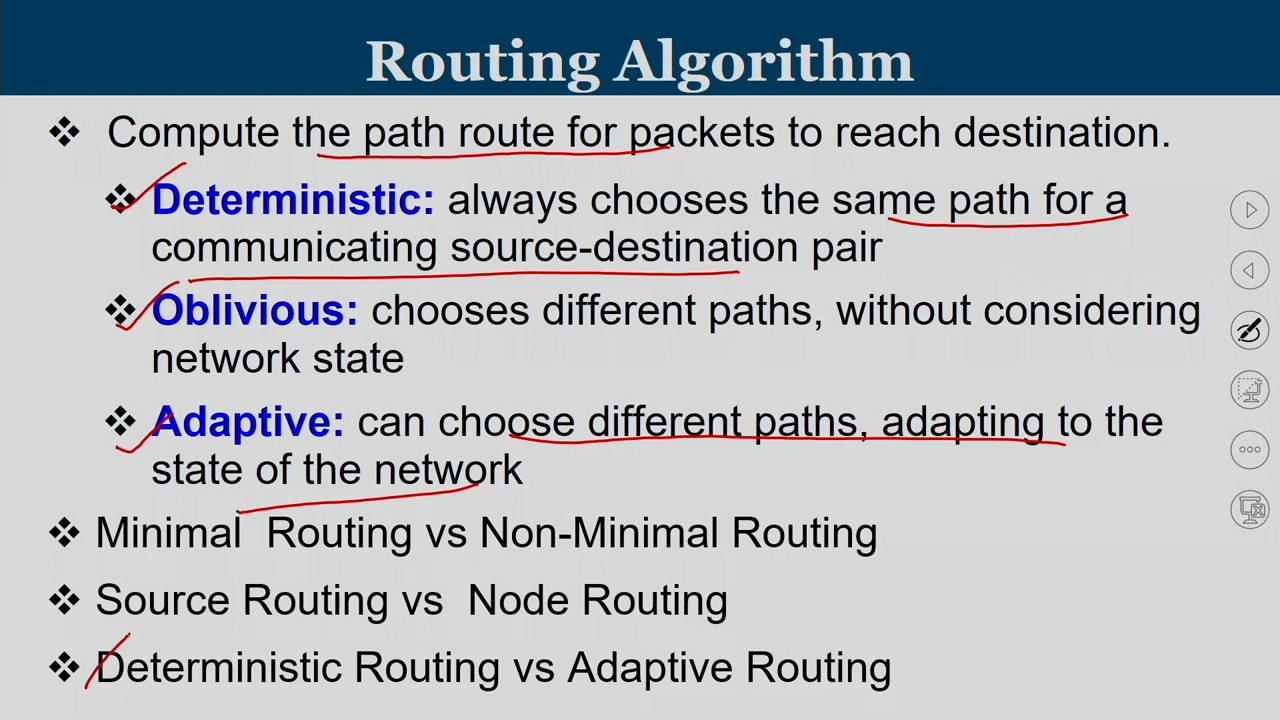 Routing Algorithm
❖ Compute the path route for packets to reach destination.
❖ Deterministic: always chooses the same path for a
communicating source-destination pair
❖ Oblivious: chooses different paths, without considering
network state
❖ Adaptive: can choose different paths, adapting to the
state of the network
❖ Minimal Routing vs Non-Minimal Routing
❖ Source Routing vs Node Routing
❖ Deterministic Routing vs Adaptive Routing